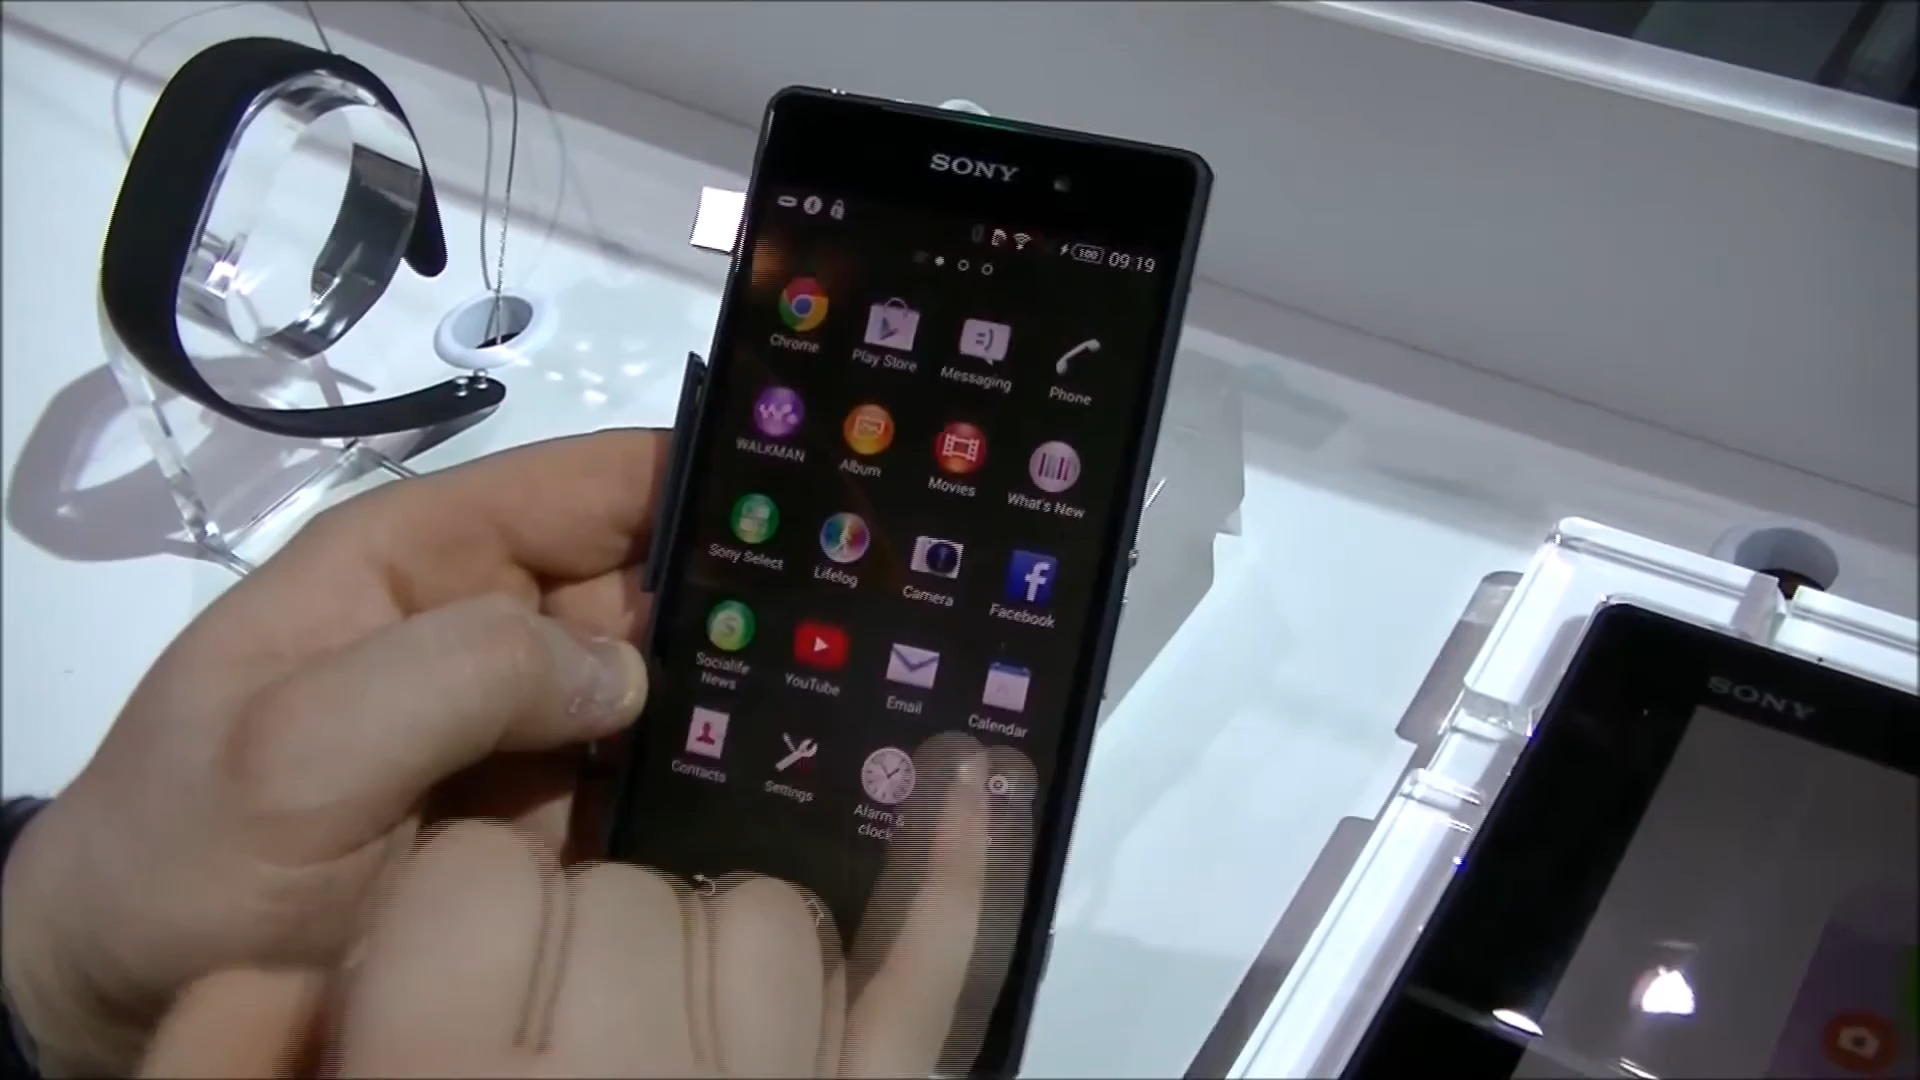 SONY
100 09:19
Chrome
Play Store
Messaging
Phone
WALKMAN
Album
Movies
What's New
Sony Select
Lifelog
Camera
Facebook
Socialife
News
YouTube
Email
Calendar
Contacts
Settings
Alarm &
clock
SONY